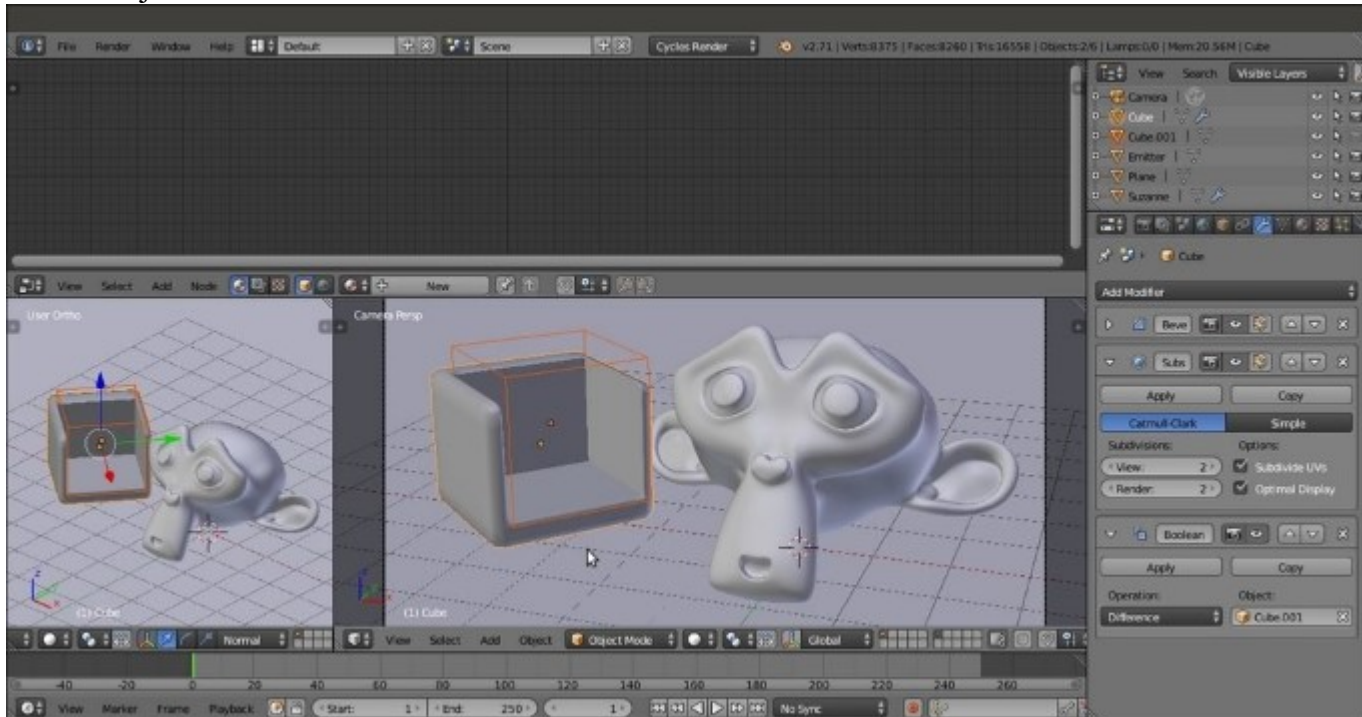 File Render Window Help Default Scene Cycles Render v2.71 | Verts:8375 | Faces:8260 | Tris:16558 | Objects:2/6 | Lamps:0/0 | Mem:20.56M | Cube
View Search Visible Layers
Camera
Cube
Cube.001
Emitter
Plane
Suzanne
Cube
View Select Add Node New
Add Modifier
User Ortho
Camera Persp
Beve
Subs
Apply Copy
Catmull-Clark Simple
Subdivisions: Options:
View: 2 Subdivide UVs
Render: 2 Optimal Display
Boolean
Apply Copy
Operation: Object:
Difference Cube.001
(1) Cube
(1) Cube
Normal
View Select Add Object Object Mode Global
-40 -20 0 20 40 60 80 100 120 140 160 180 200 220 240 260
View Marker Frame Playback Start: 1 End: 250 1 No Sync